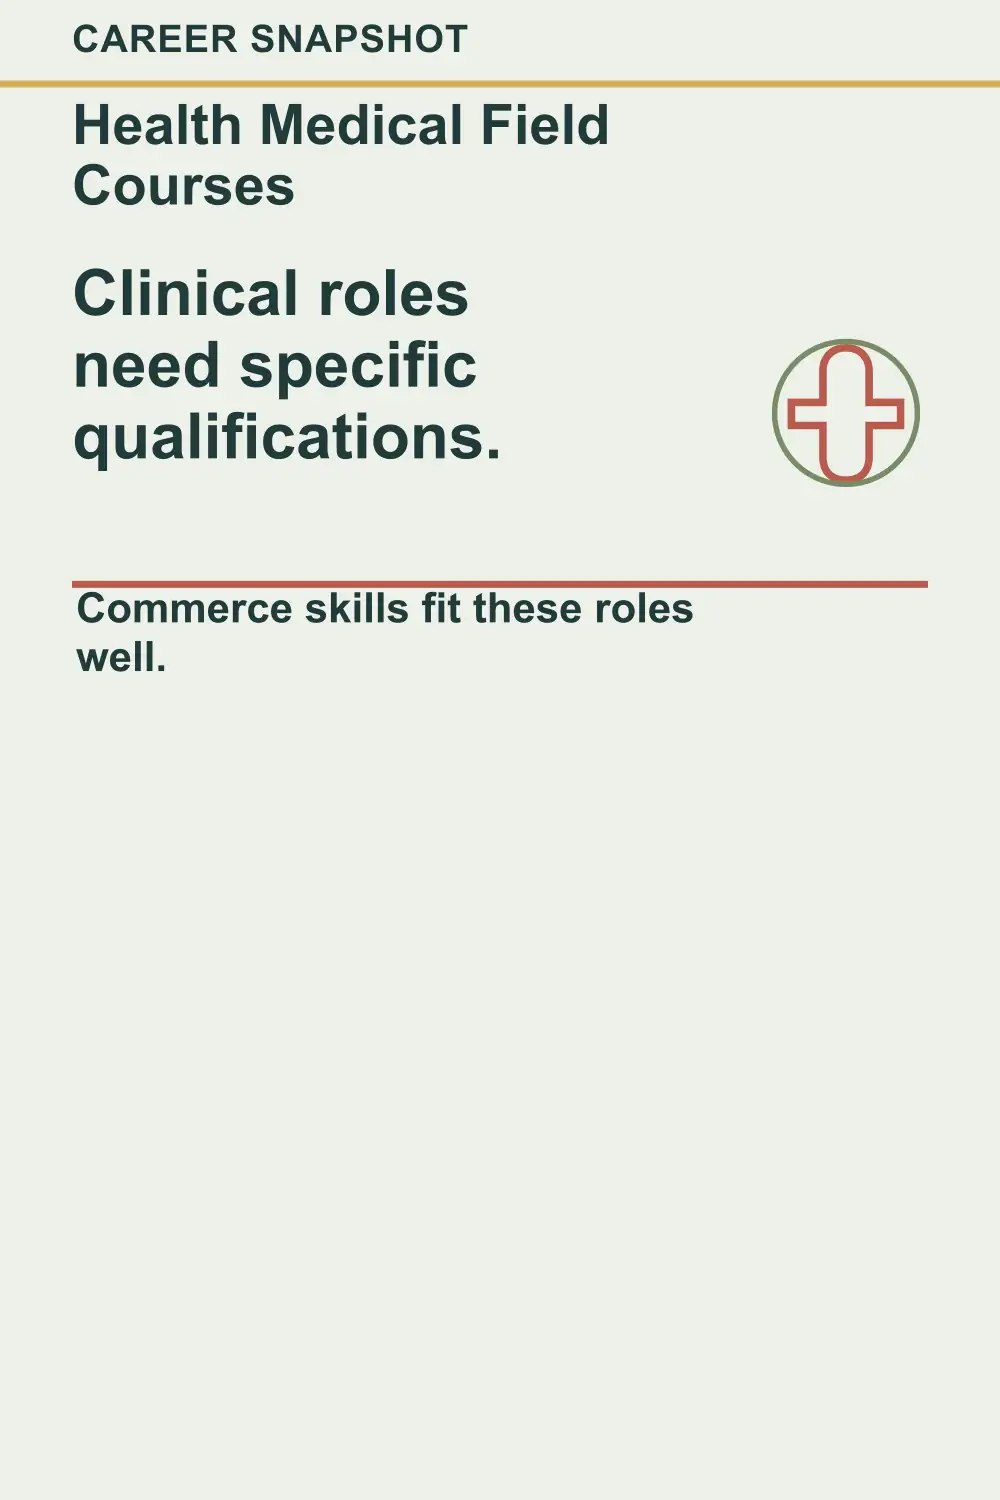 CAREER SNAPSHOT
Health Medical Field
Courses
Clinical roles
need specific
qualifications.
Commerce skills fit these roles
well.